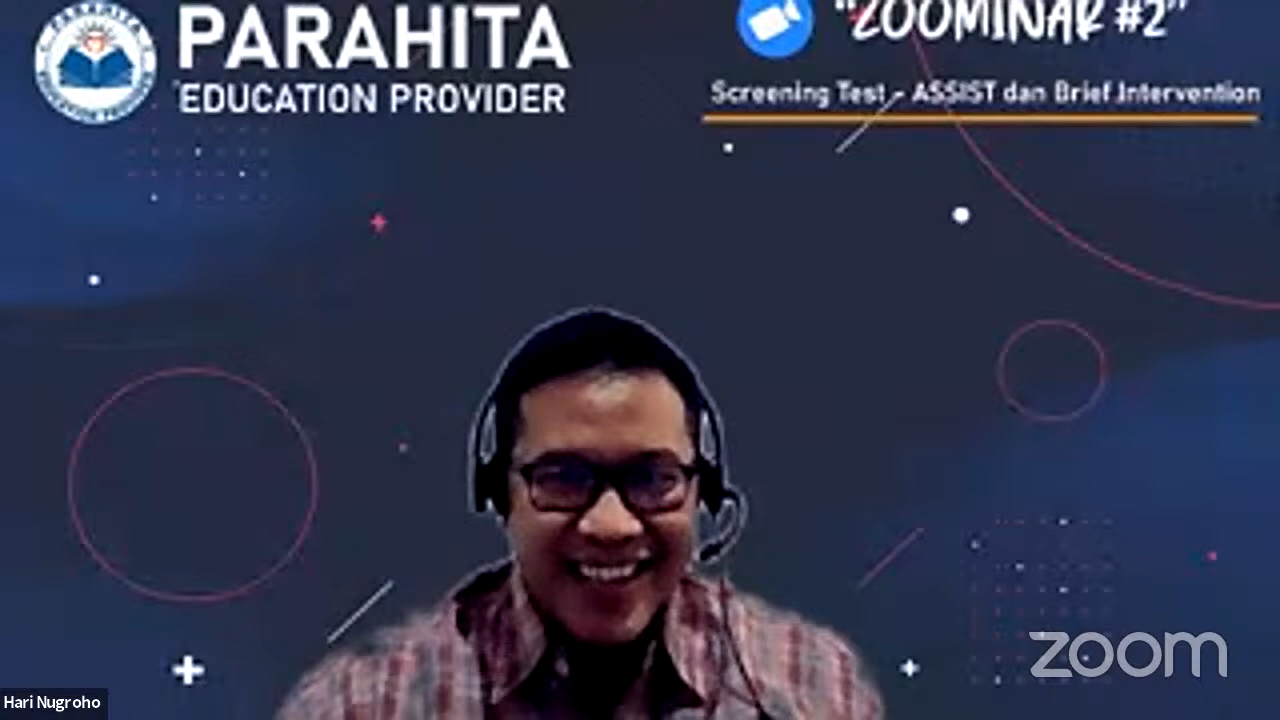 PARAHITA
EDUCATION PROVIDER
"ZOOMINAR #2"
Screening Test - ASSIST dan Brief Intervention
zoom
Hari Nugroho